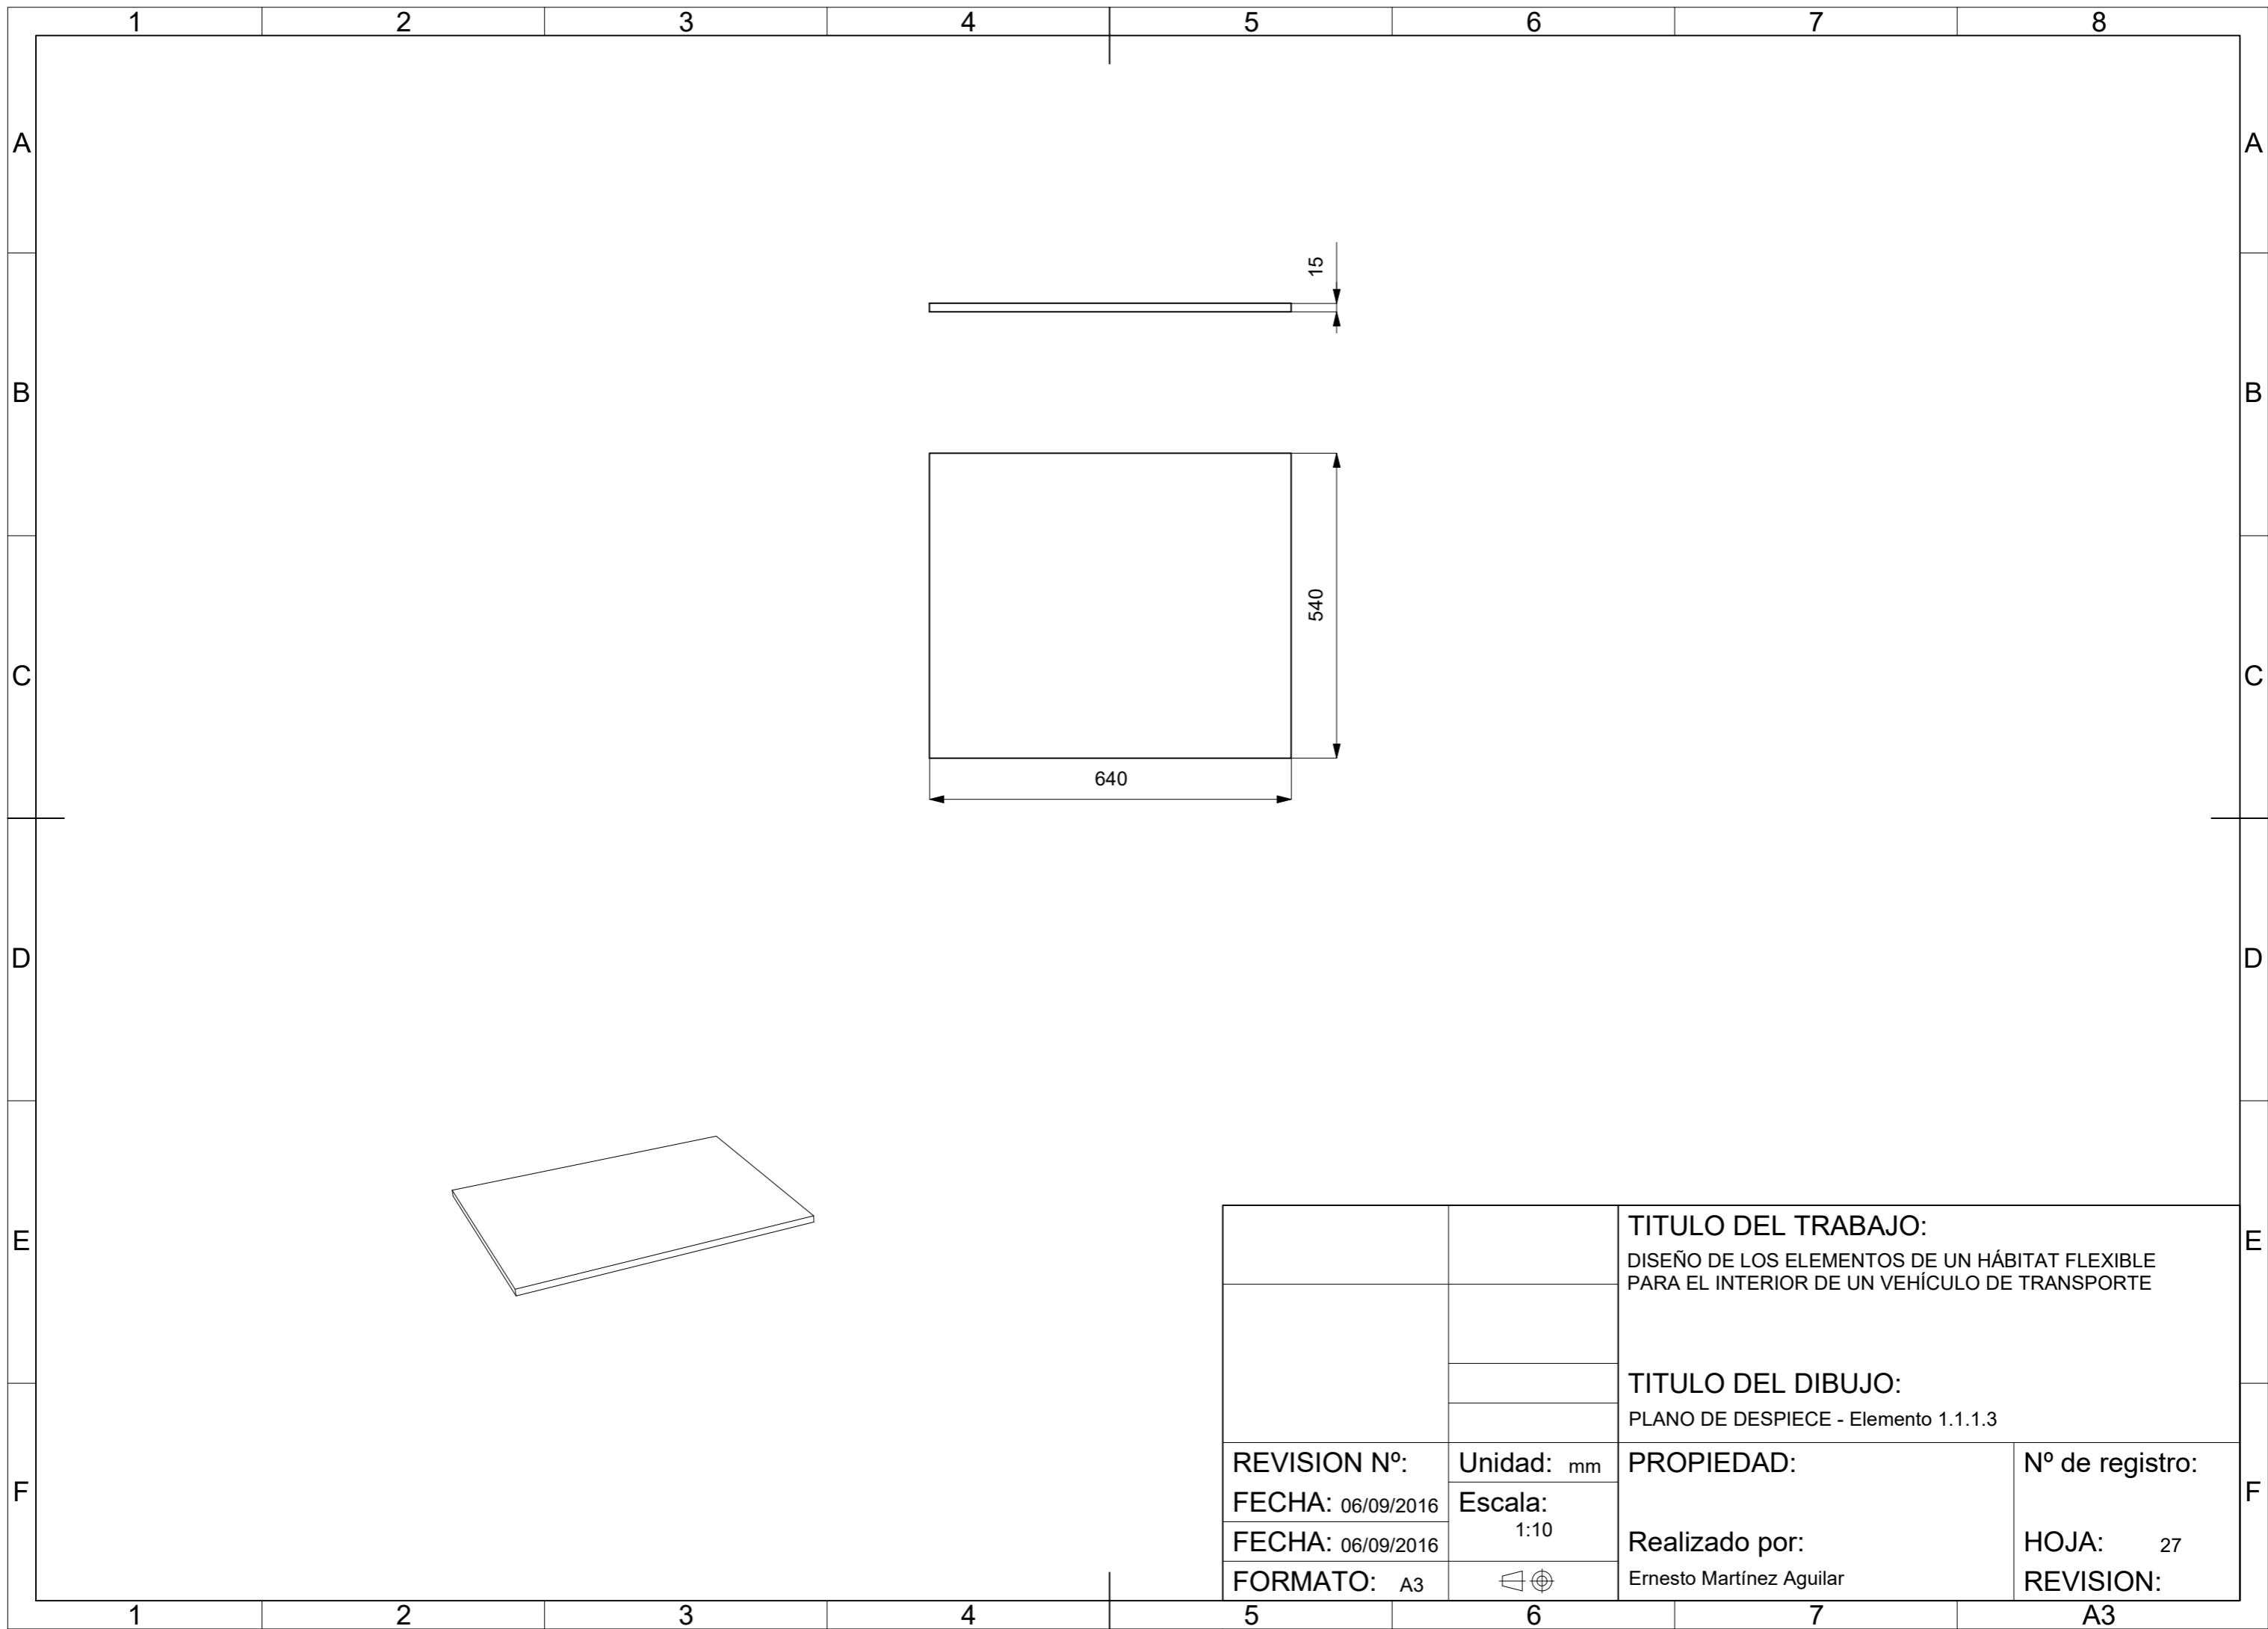 1 2 3 4 5 6 7 8
A A
15
B B
540
C C
640
D D
E E
TITULO DEL TRABAJO:
DISEÑO DE LOS ELEMENTOS DE UN HÁBITAT FLEXIBLE
PARA EL INTERIOR DE UN VEHÍCULO DE TRANSPORTE
TITULO DEL DIBUJO:
PLANO DE DESPIECE - Elemento 1.1.1.3
REVISION Nº: Unidad: mm PROPIEDAD: Nº de registro:
F F
FECHA: 06/09/2016 Escala:
1:10
FECHA: 06/09/2016 Realizado por: HOJA: 27
FORMATO: A3 Ernesto Martínez Aguilar REVISION:
1 2 3 4 5 6 7 A3